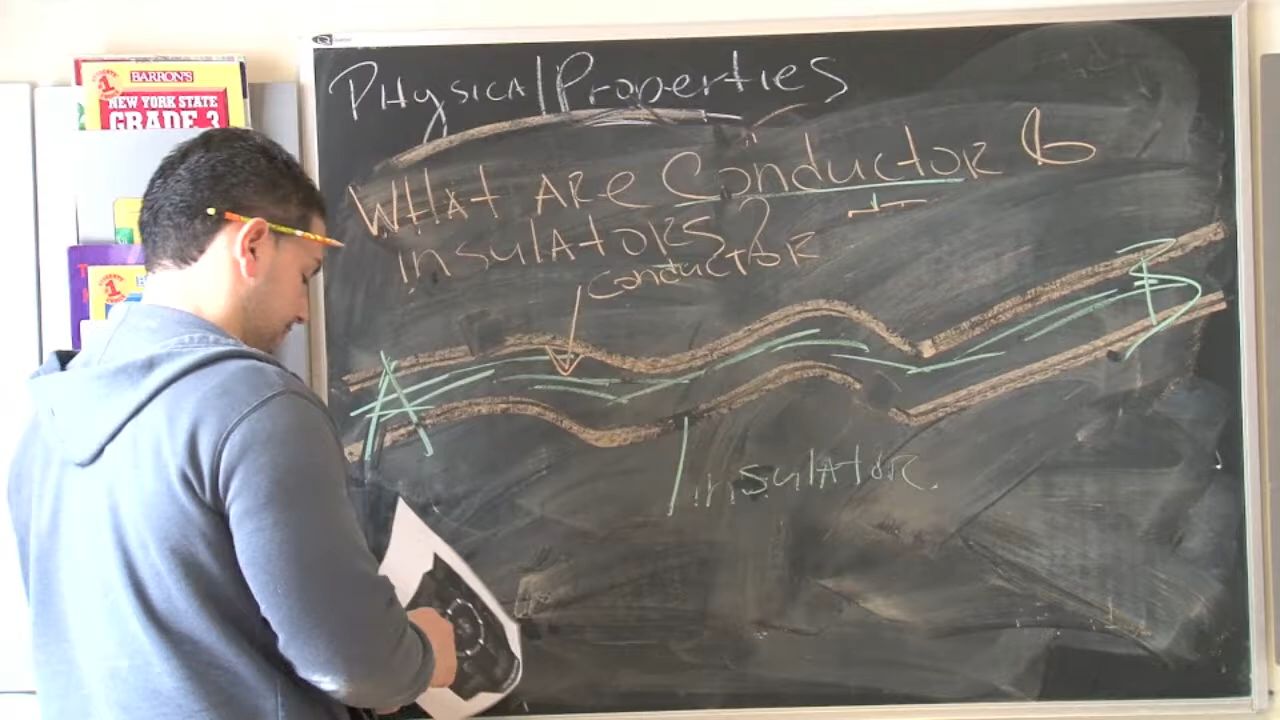 BARRON'S
NEW YORK STATE
GRADE 3
Physical Properties
WHAt ARe Conductor &
insulAtORS?
conductor
A
B
insulAtoR.